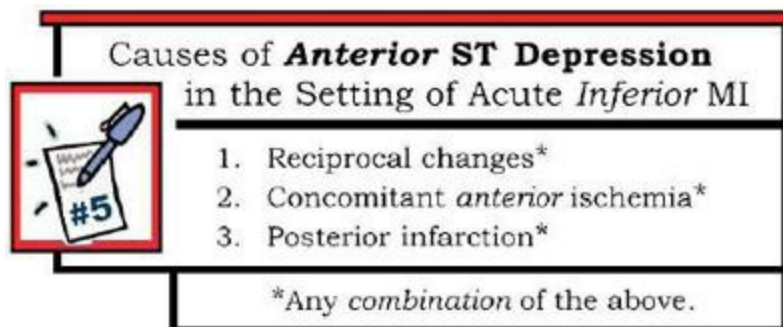 Causes of Anterior ST Depression
in the Setting of Acute Inferior MI
#5
1. Reciprocal changes*
2. Concomitant anterior ischemia*
3. Posterior infarction*
*Any combination of the above.